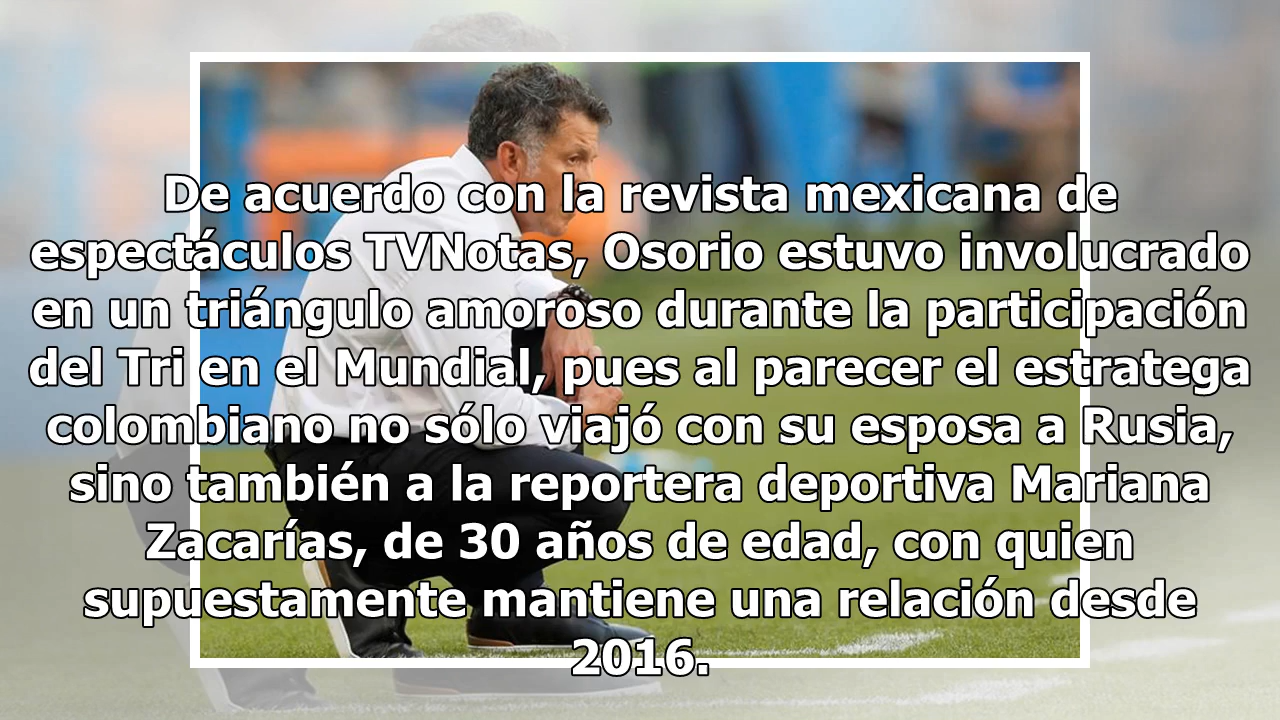 De acuerdo con la revista mexicana de
espectáculos TVNotas, Osorio estuvo involucrado
en un triángulo amoroso durante la participación
del Tri en el Mundial, pues al parecer el estratega
colombiano no sólo viajó con su esposa a Rusia,
sino también a la reportera deportiva Mariana
Zacarías, de 30 años de edad, con quien
supuestamente mantiene una relación desde
2016.